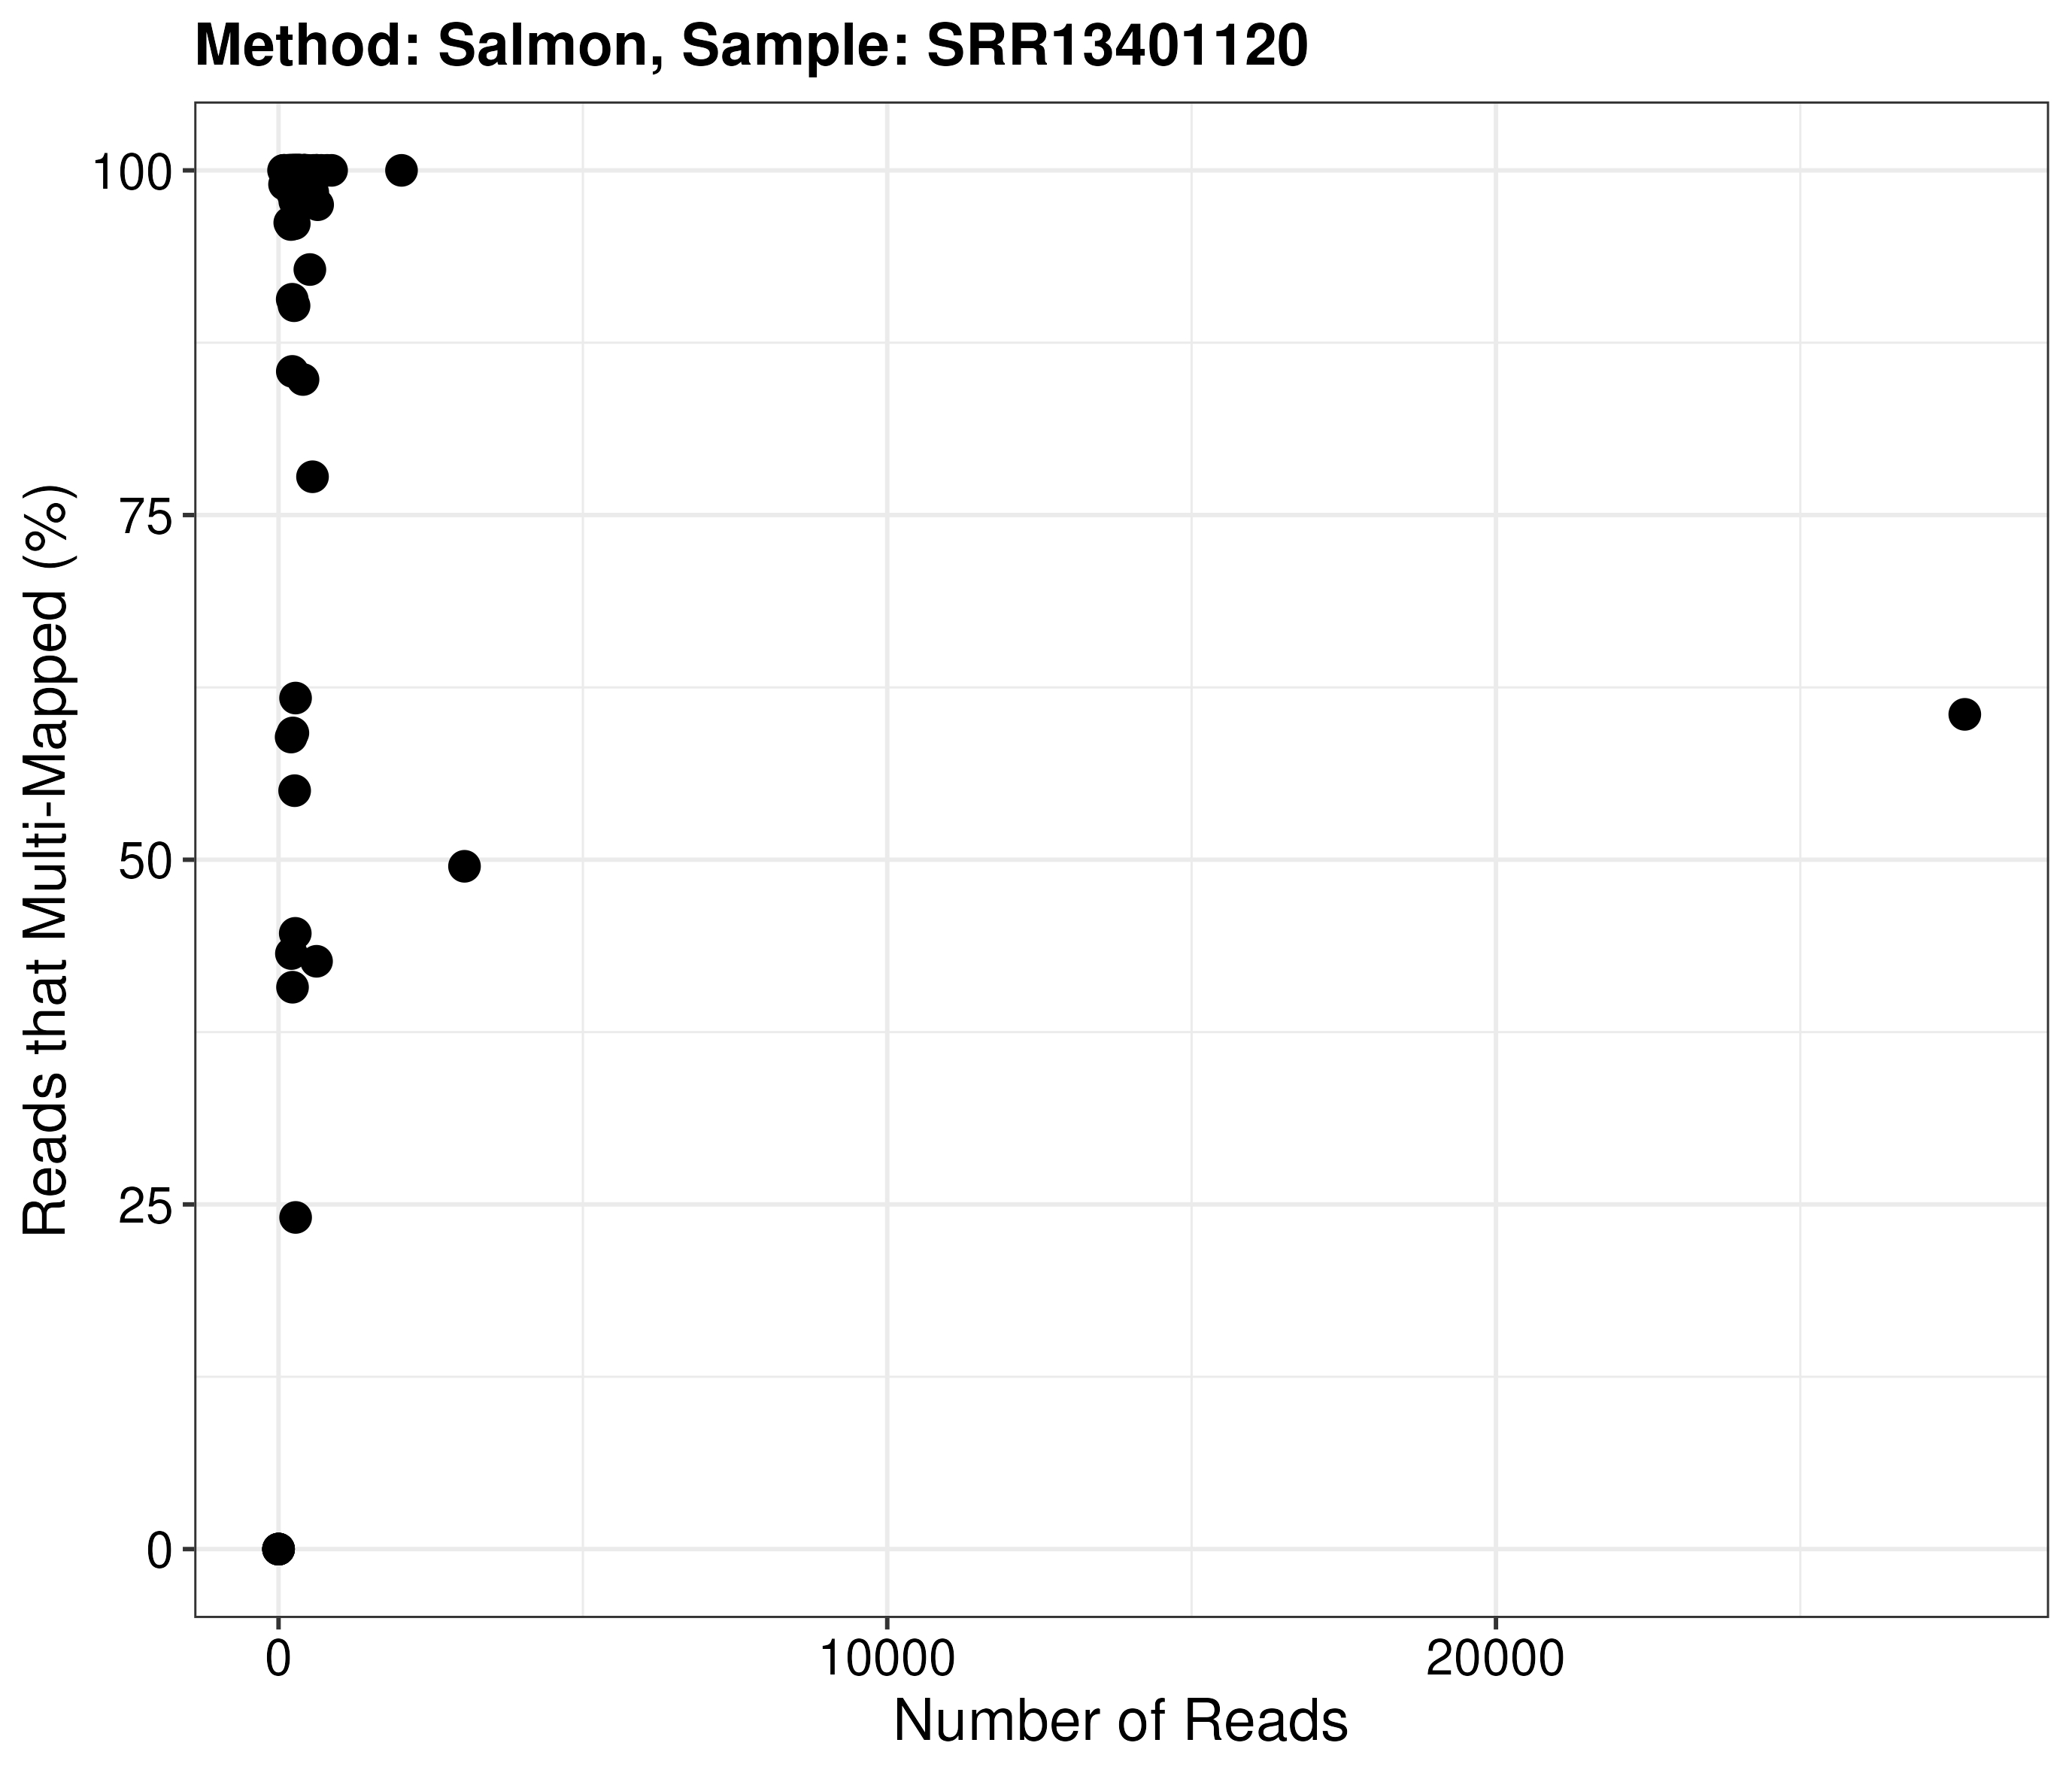 Method: Salmon, Sample: SRR13401120
Reads that Multi-Mapped (%)
100
75
50
25
0
0 10000 20000
Number of Reads